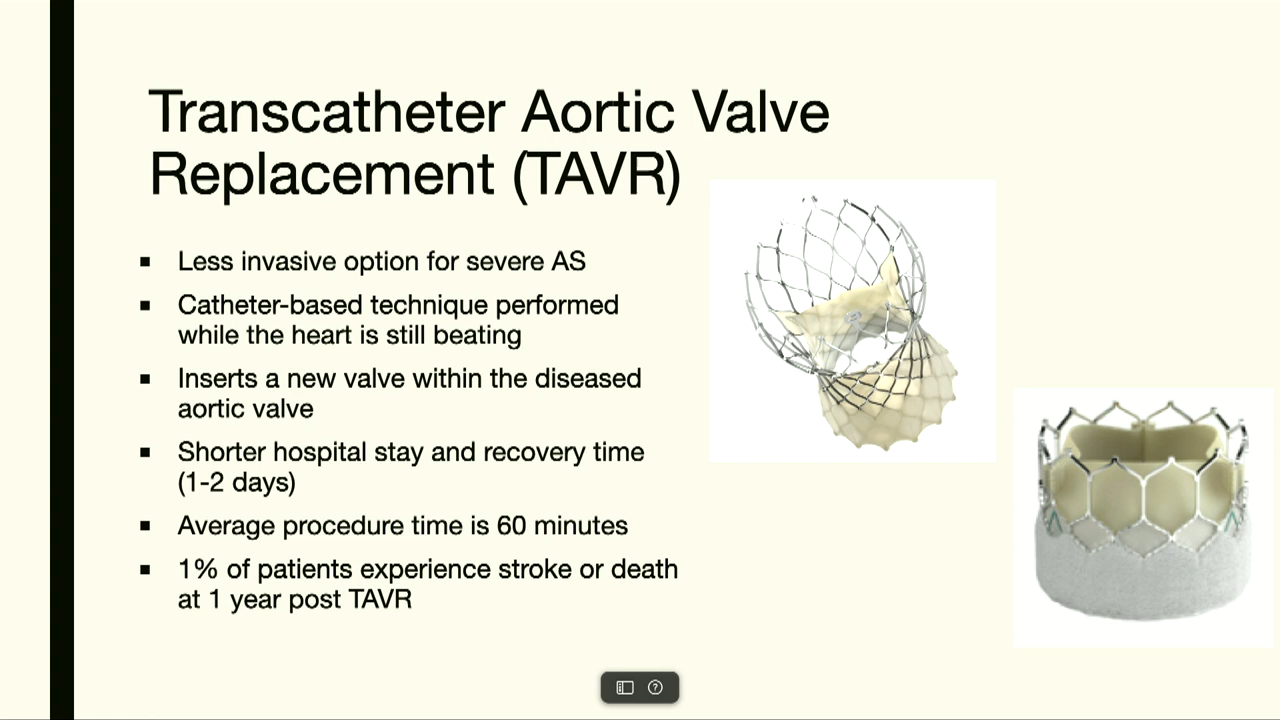 Transcatheter Aortic Valve
Replacement (TAVR)
▪ Less invasive option for severe AS
▪ Catheter-based technique performed
while the heart is still beating
▪ Inserts a new valve within the diseased
aortic valve
▪ Shorter hospital stay and recovery time
(1-2 days)
▪ Average procedure time is 60 minutes
▪ 1% of patients experience stroke or death
at 1 year post TAVR